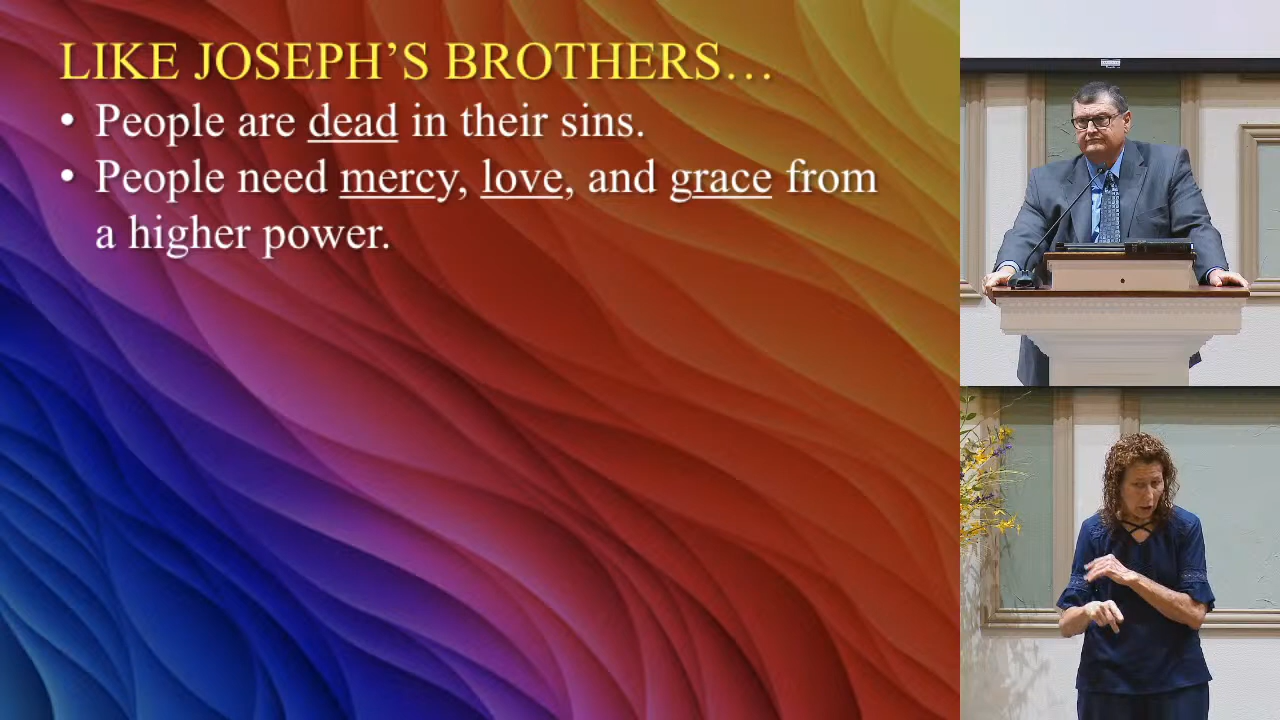 LIKE JOSEPH’S BROTHERS…
• People are dead in their sins.
• People need mercy, love, and grace from
a higher power.